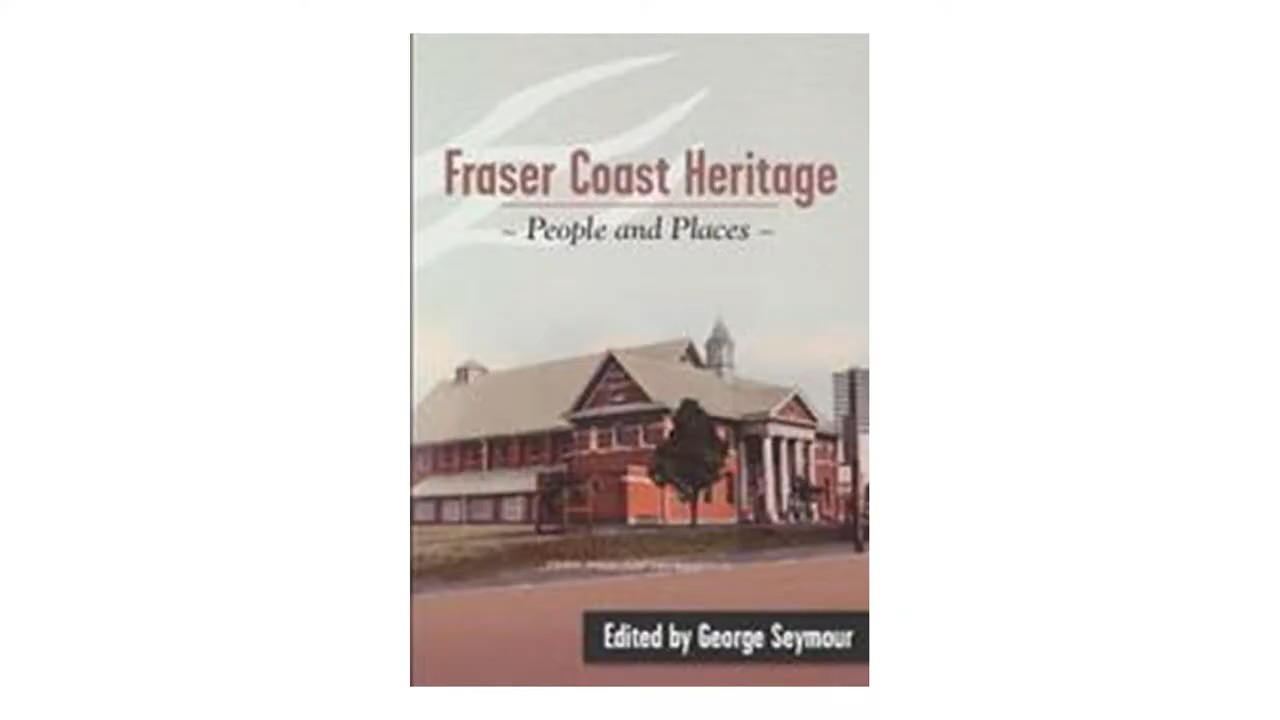 Fraser Coast Heritage
~ People and Places ~
Edited by George Seymour